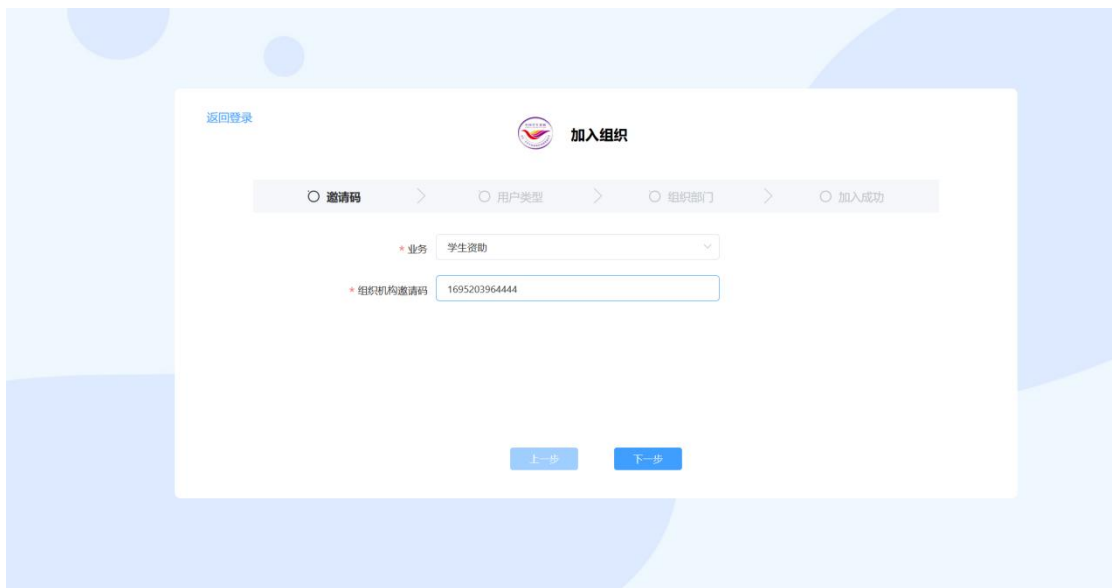 返回登录
加入组织
邀请码
用户类型
组织部门
加入成功
* 业务 学生资助
* 组织机构邀请码 1695203964444
上一步 下一步